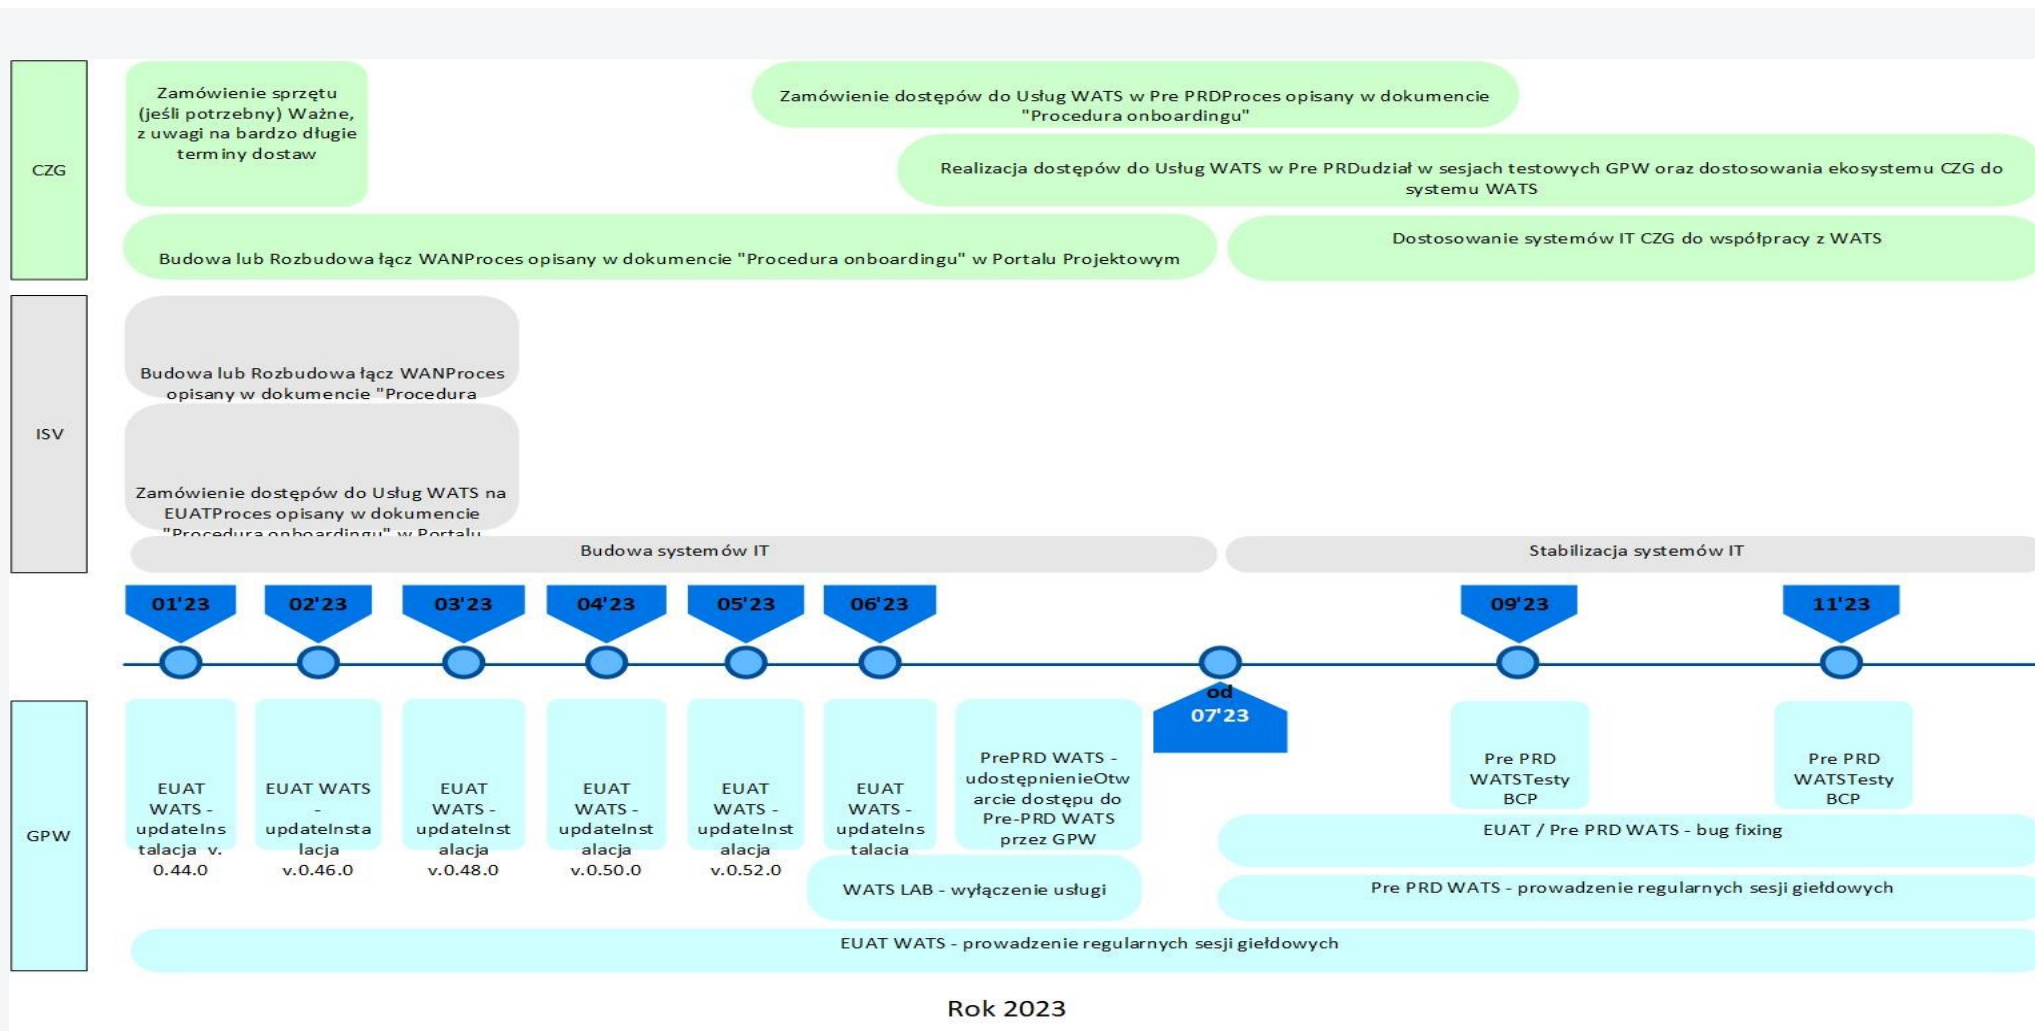 CZG
Zamówienie sprzętu
(jeśli potrzebny) Ważne,
z uwagi na bardzo długie
terminy dostaw
Zamówienie dostępów do Usług WATS w Pre PRDProces opisany w dokumencie
"Procedura onboardingu"
Realizacja dostępów do Usług WATS w Pre PRDudział w sesjach testowych GPW oraz dostosowania ekosystemu CZG do
systemu WATS
Budowa lub Rozbudowa łącz WANProces opisany w dokumencie "Procedura onboardingu" w Portalu Projektowym
Dostosowanie systemów IT CZG do współpracy z WATS
ISV
Budowa lub Rozbudowa łącz WANProces
opisany w dokumencie "Procedura
Zamówienie dostępów do Usług WATS na
EUATProces opisany w dokumencie
"Procedura onboardingu" w Portalu
Budowa systemów IT
Stabilizacja systemów IT
01'23
02'23
03'23
04'23
05'23
06'23
09'23
11'23
od
07'23
GPW
EUAT
WATS -
updateIns
talacja v.
0.44.0
EUAT WATS
-
updateInsta
lacja
v.0.46.0
EUAT
WATS -
updateInst
alacja
v.0.48.0
EUAT
WATS -
updateInst
alacja
v.0.50.0
EUAT
WATS -
updateInst
alacja
v.0.52.0
EUAT
WATS -
updateIns
talacja
PrePRD WATS -
udostępnienieOtw
arcie dostępu do
Pre-PRD WATS
przez GPW
Pre PRD
WATSTesty
BCP
Pre PRD
WATSTesty
BCP
EUAT / Pre PRD WATS - bug fixing
WATS LAB - wyłączenie usługi
Pre PRD WATS - prowadzenie regularnych sesji giełdowych
EUAT WATS - prowadzenie regularnych sesji giełdowych
Rok 2023